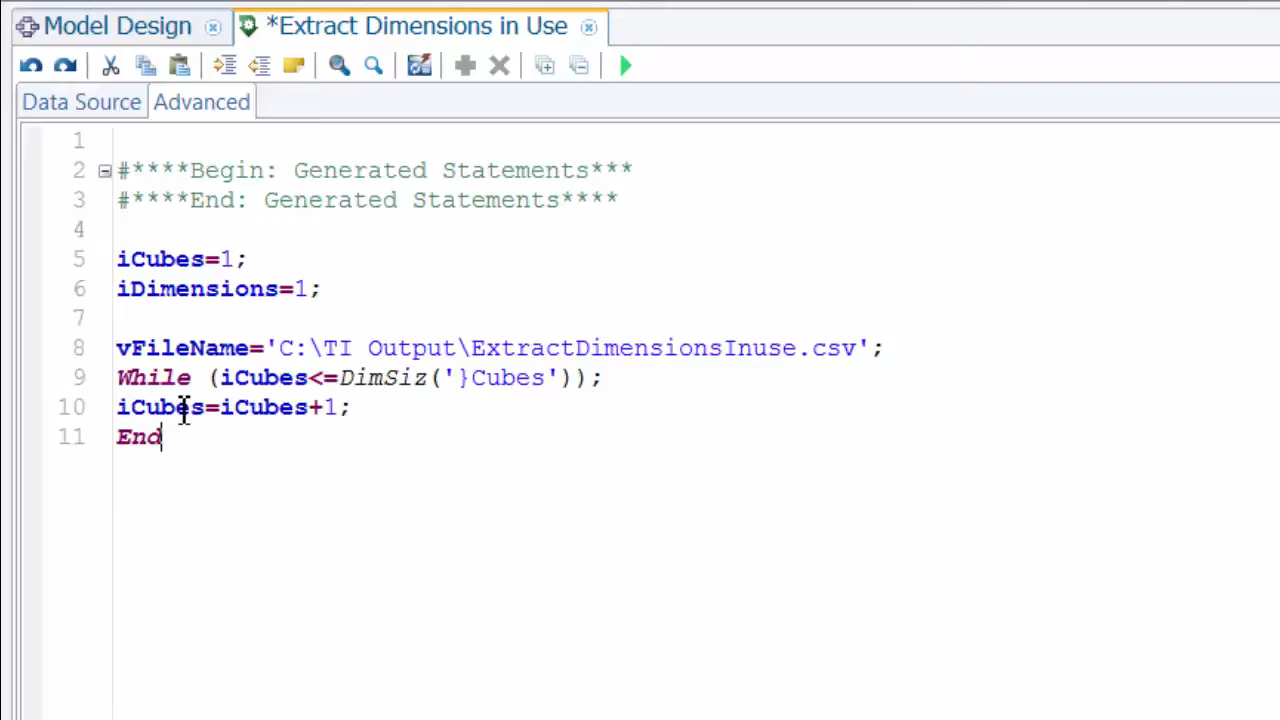 Model Design
*Extract Dimensions in Use
Data Source
Advanced
1
2 #****Begin: Generated Statements***
3 #****End: Generated Statements****
4
5 iCubes=1;
6 iDimensions=1;
7
8 vFileName='C:\TI Output\ExtractDimensionsInuse.csv';
9 While (iCubes<=DimSiz('}Cubes'));
10 iCubes=iCubes+1;
11 End